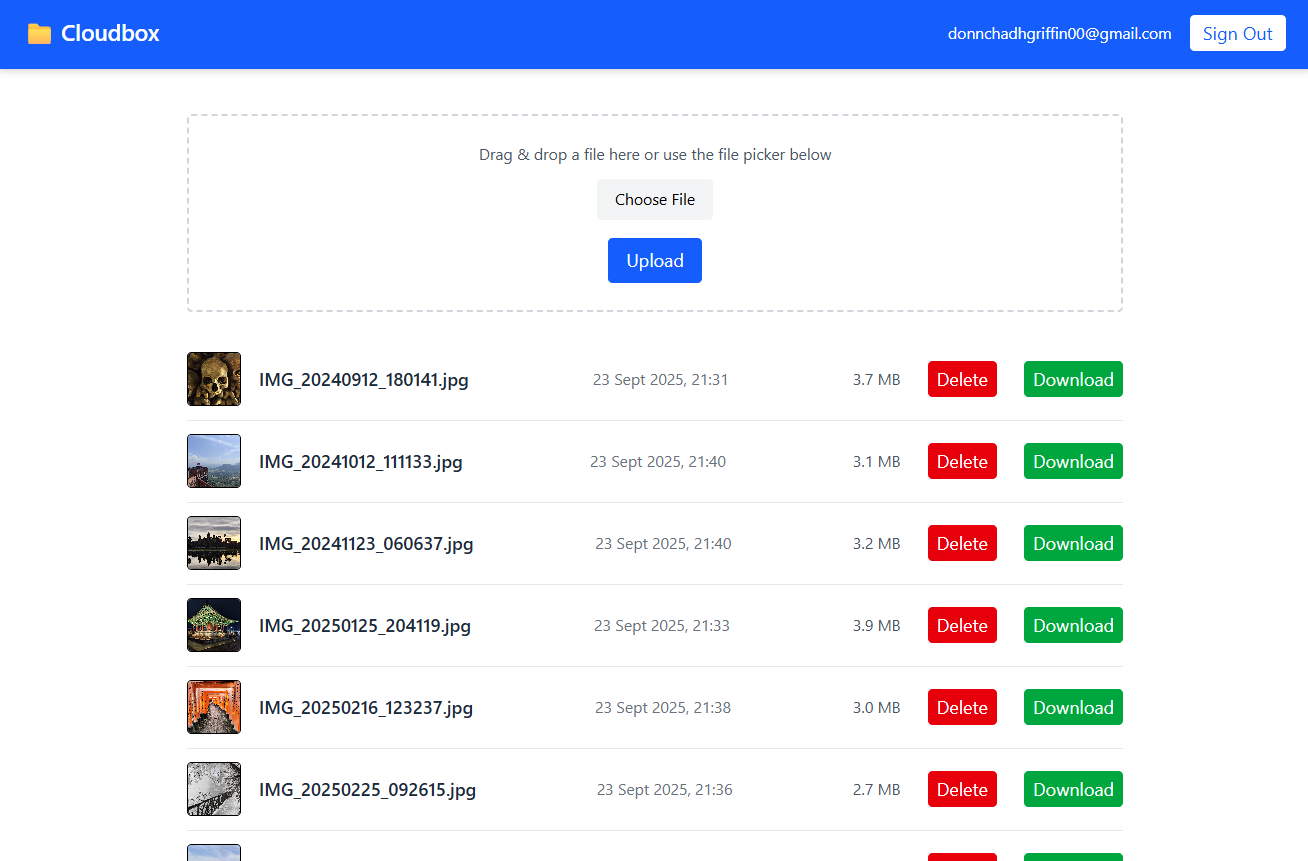 Cloudbox
donnchadhgriffin00@gmail.com
Sign Out
Drag & drop a file here or use the file picker below
Choose File
Upload
IMG_20240912_180141.jpg 23 Sept 2025, 21:31 3.7 MB Delete Download
IMG_20241012_111133.jpg 23 Sept 2025, 21:40 3.1 MB Delete Download
IMG_20241123_060637.jpg 23 Sept 2025, 21:40 3.2 MB Delete Download
IMG_20250125_204119.jpg 23 Sept 2025, 21:33 3.9 MB Delete Download
IMG_20250216_123237.jpg 23 Sept 2025, 21:38 3.0 MB Delete Download
IMG_20250225_092615.jpg 23 Sept 2025, 21:36 2.7 MB Delete Download